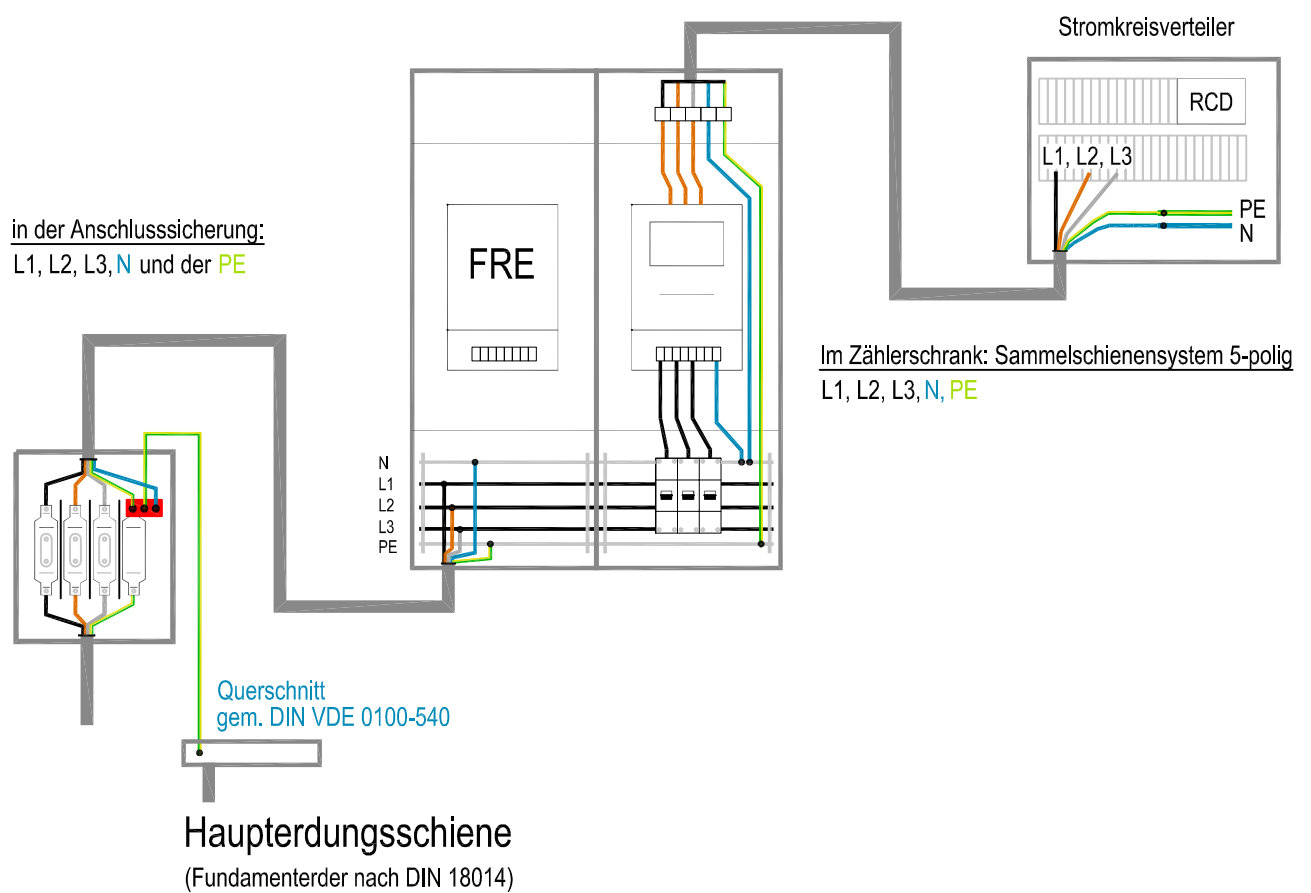 Stromkreisverteiler
RCD
L1, L2, L3
PE
N
in der Anschlusssicherung:
L1, L2, L3, N und der PE
FRE
Im Zählerschrank: Sammelschienensystem 5-polig
L1, L2, L3, N, PE
N
L1
L2
L3
PE
Querschnitt
gem. DIN VDE 0100-540
Haupterdungsschiene
(Fundamenterder nach DIN 18014)